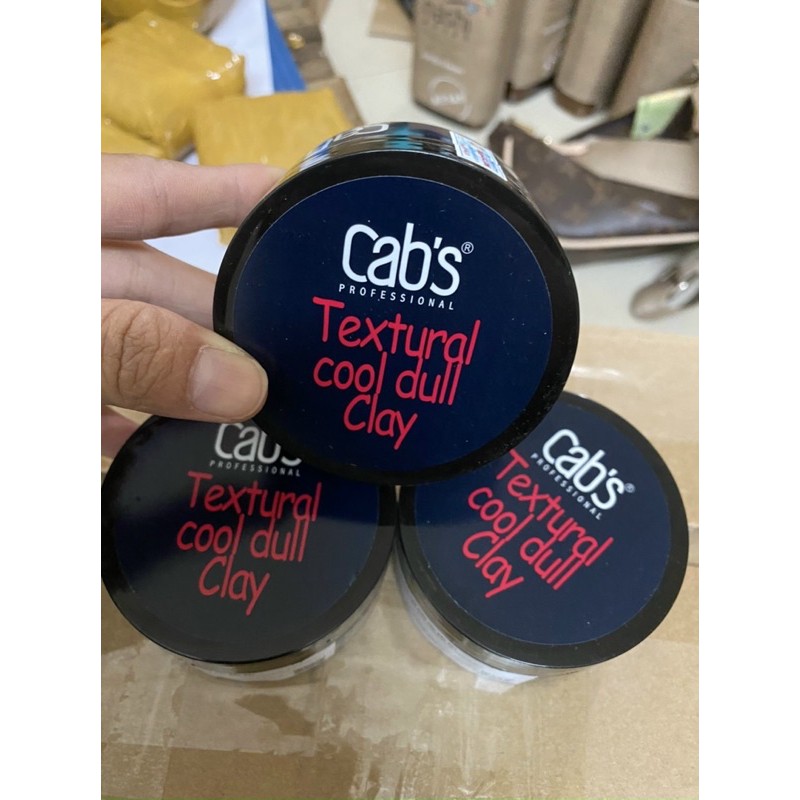 Cab's®
PROFESSIONAL
Textural
cool dull
Clay
Cab's
PROFESSIONAL
Textural
cool dull
Clay
Cab's®
PROFESSIONAL
Textural
cool dull
Clay